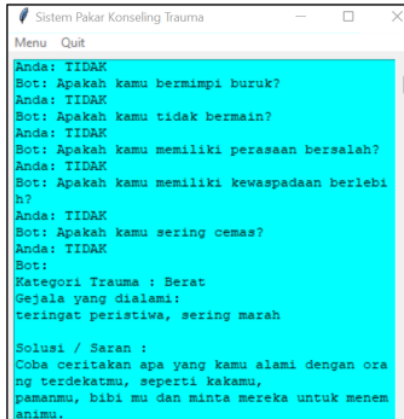 Sistem Pakar Konseling Trauma
Menu Quit
Anda: TIDAK
Bot: Apakah kamu bermimpi buruk?
Anda: TIDAK
Bot: Apakah kamu tidak bermain?
Anda: TIDAK
Bot: Apakah kamu memiliki perasaan bersalah?
Anda: TIDAK
Bot: Apakah kamu memiliki kewaspadaan berlebi
h?
Anda: TIDAK
Bot: Apakah kamu sering cemas?
Anda: TIDAK
Bot:
Kategori Trauma : Berat
Gejala yang dialami:
teringat peristiwa, sering marah
Solusi / Saran :
Coba ceritakan apa yang kamu alami dengan ora
ng terdekatmu, seperti kakamu,
pamanmu, bibi mu dan minta mereka untuk menem
animu.